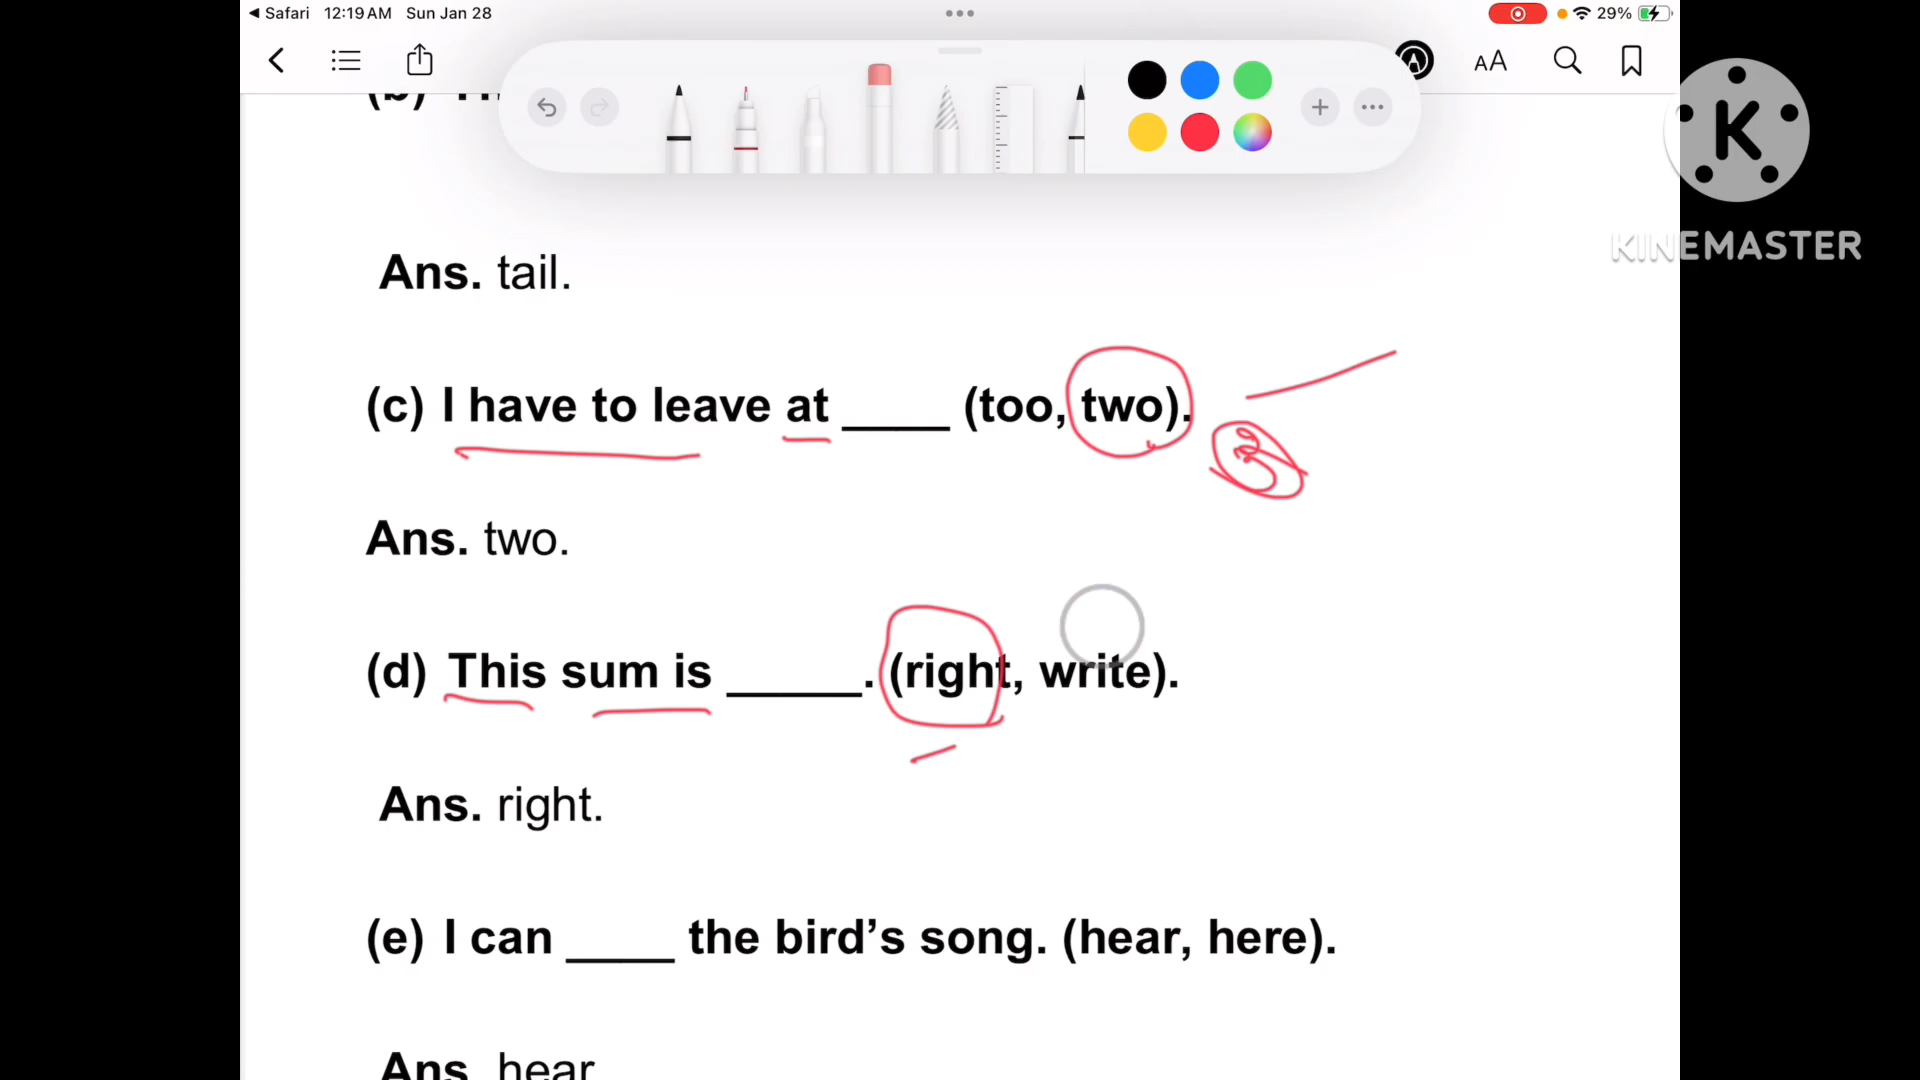 Safari 12:19 AM Sun Jan 28
29%
AA
K
KINEMASTER
(b)
Ans. tail.
(c) I have to leave at ____ (too, two).
Ans. two.
(d) This sum is _____. (right, write).
Ans. right.
(e) I can ____ the bird’s song. (hear, here).
Ans. hear